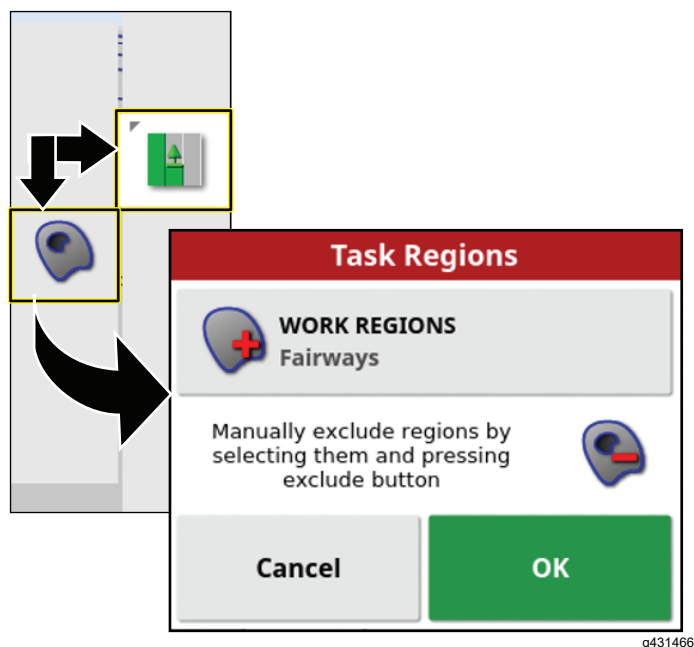 Task Regions
WORK REGIONS
Fairways
Manually exclude regions by
selecting them and pressing
exclude button
Cancel
OK
g431466